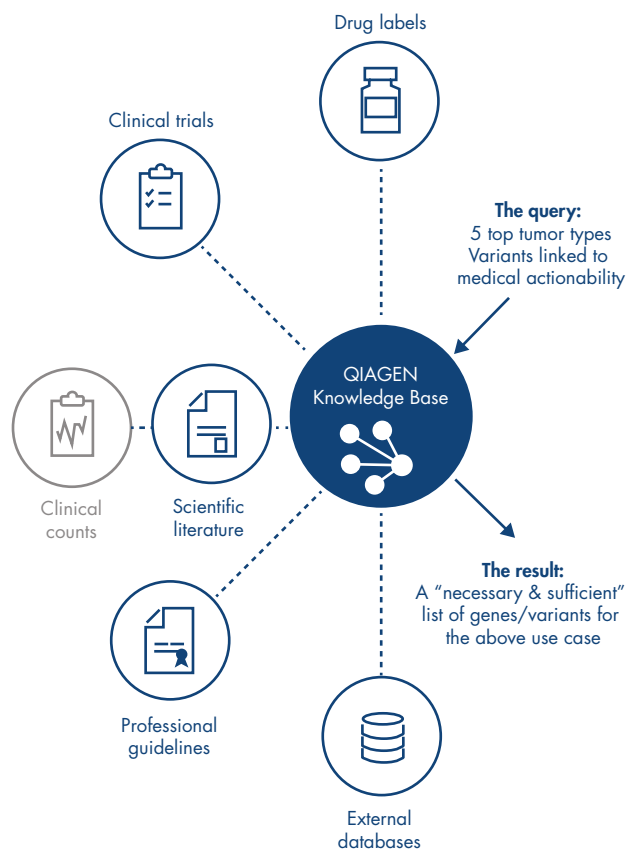 Drug labels
Clinical trials
The query:
5 top tumor types
Variants linked to
medical actionability
QIAGEN
Knowledge Base
Clinical
counts
Scientific
literature
The result:
A “necessary & sufficient”
list of genes/variants for
the above use case
Professional
guidelines
External
databases